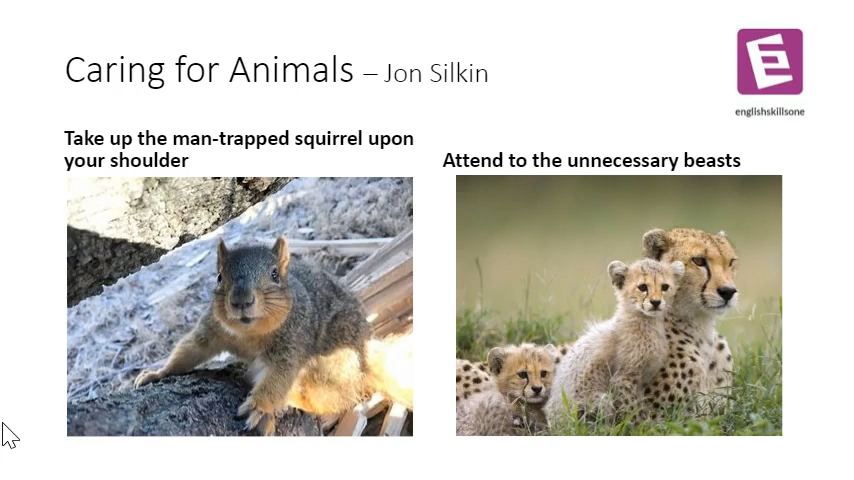 Caring for Animals – Jon Silkin
englishskillsone
Take up the man-trapped squirrel upon
your shoulder
Attend to the unnecessary beasts